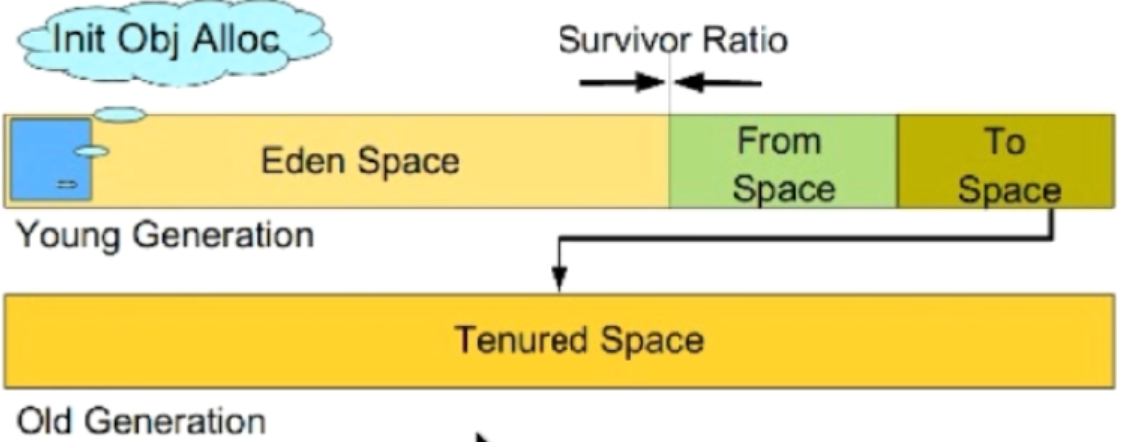 Init Obj Alloc
Survivor Ratio
Eden Space
From
Space
To
Space
Young Generation
Tenured Space
Old Generation